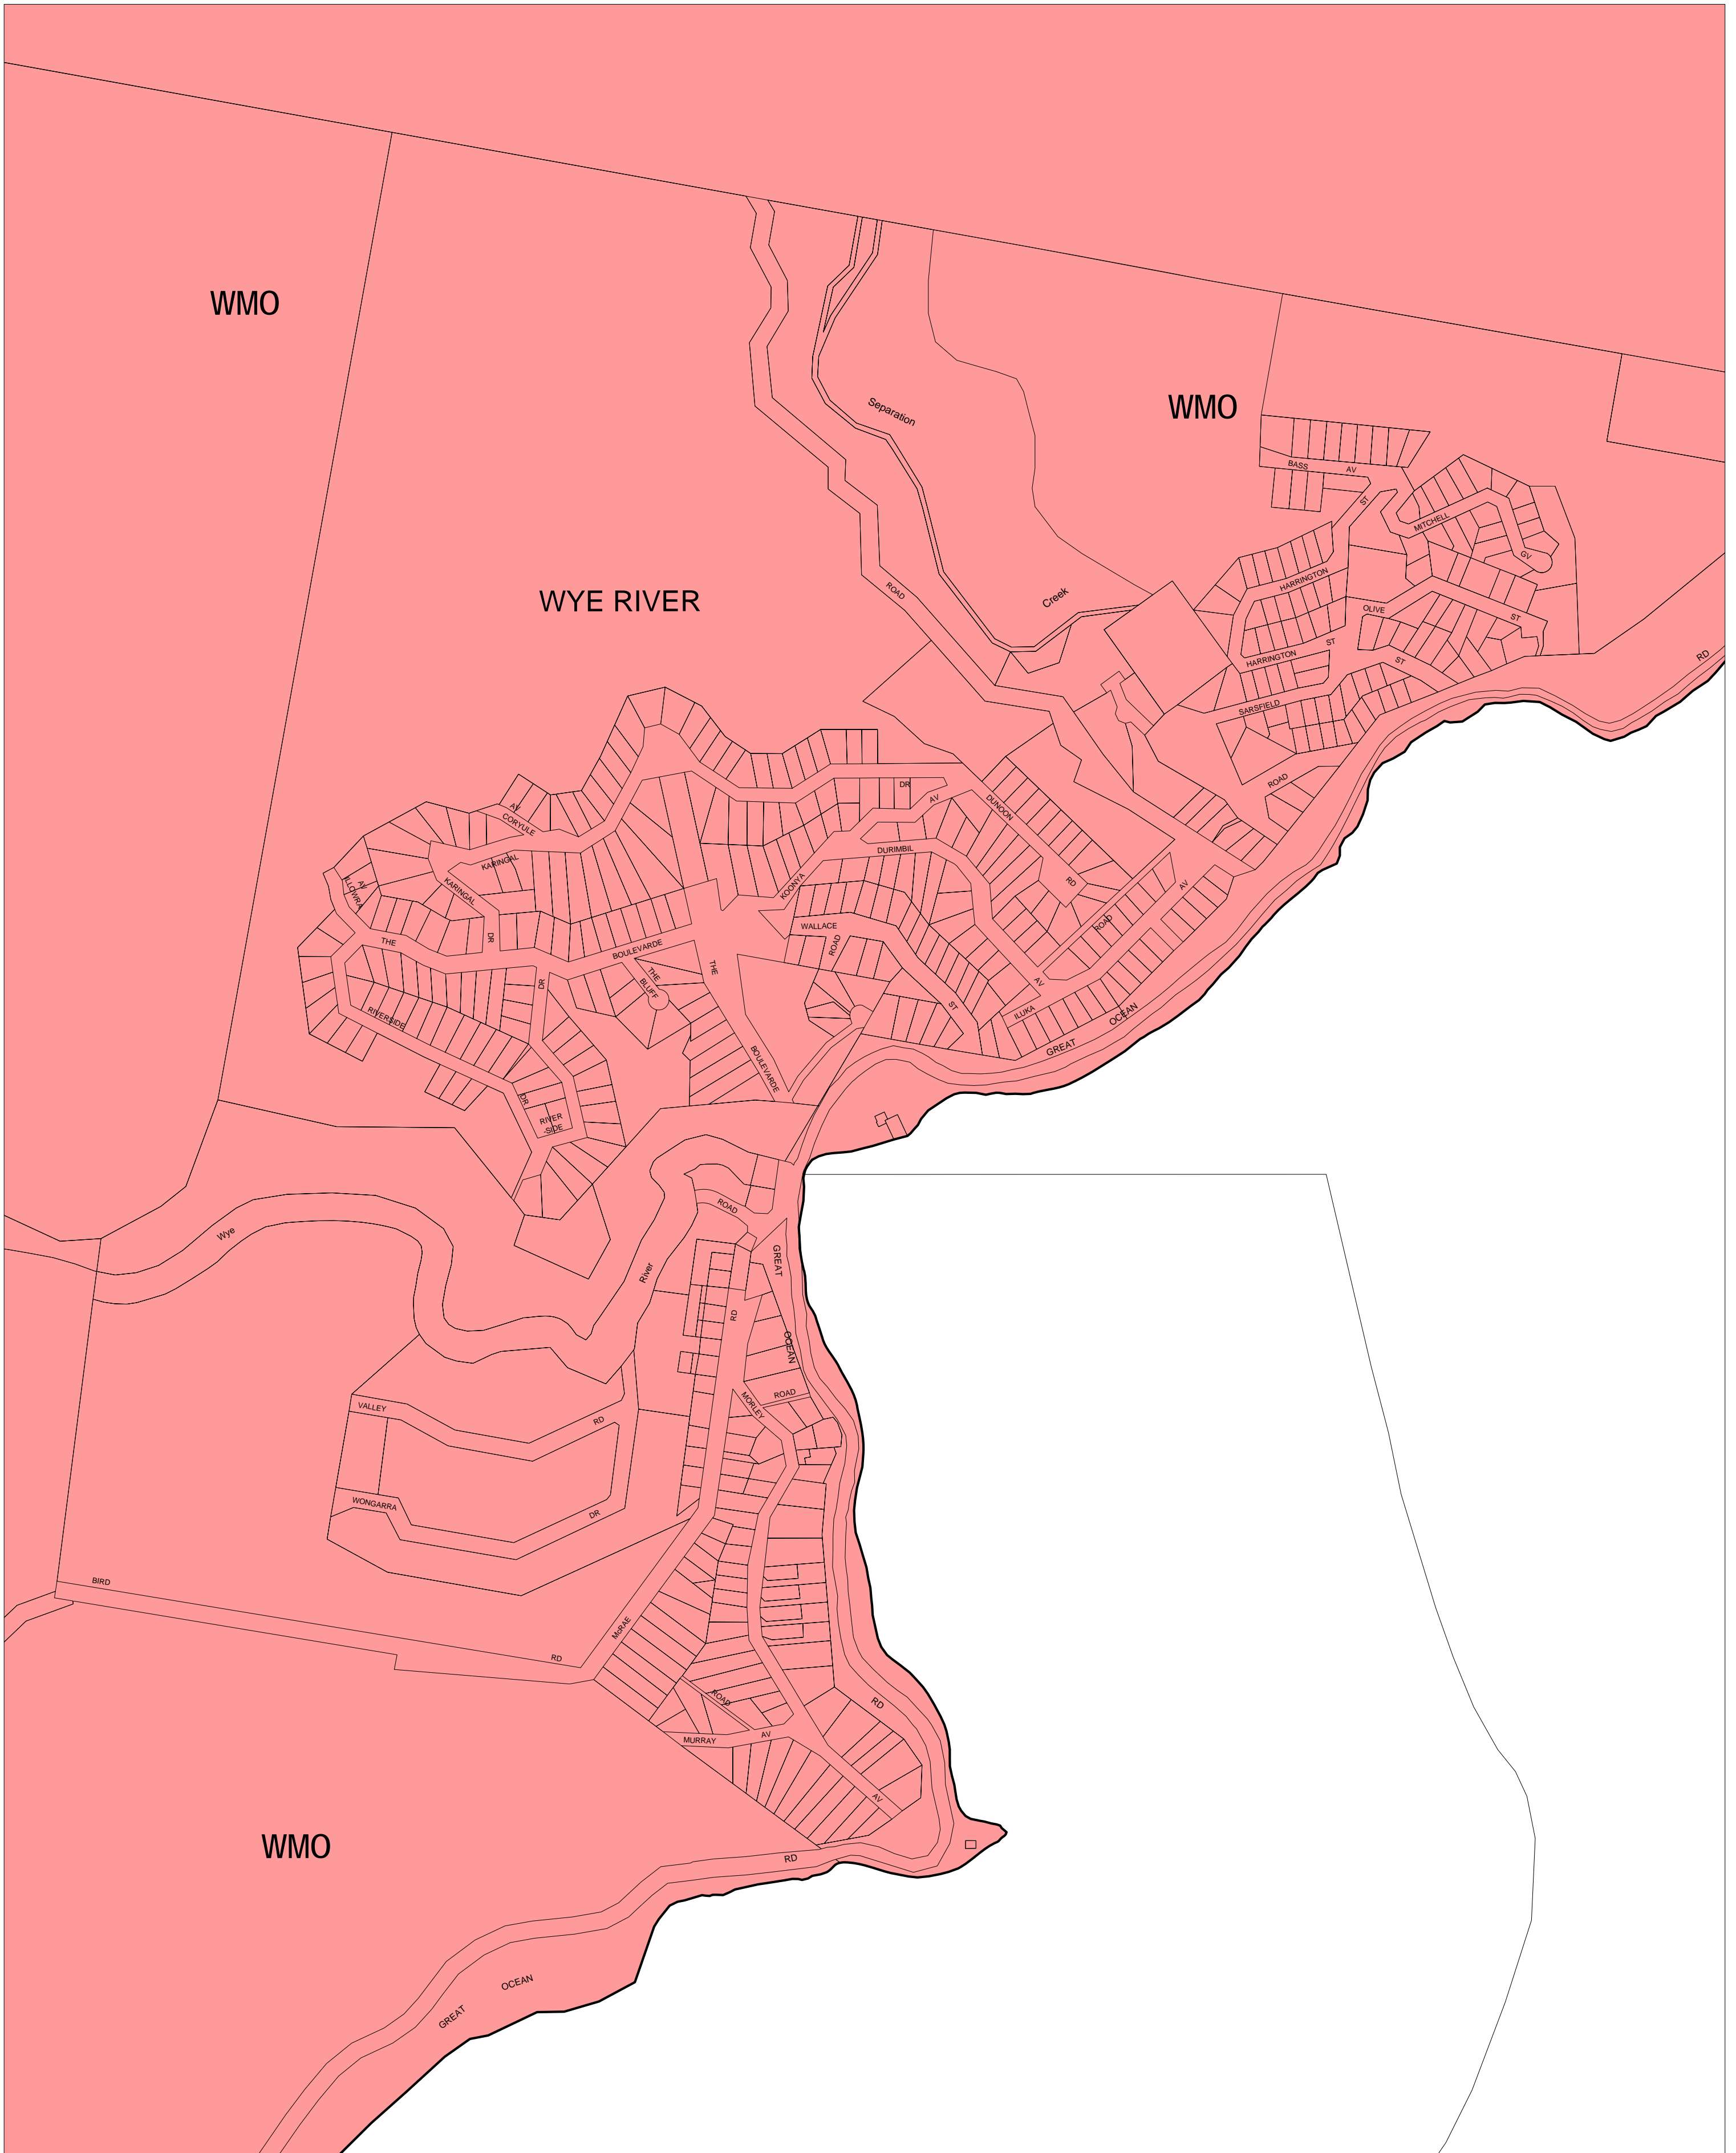 WMO
Separation
WMO
BASS
AV
ST
MITCHELL
GV
HARRINGTON
ROAD
WYE RIVER
Creek
OLIVE
ST
ST
HARRINGTON
ST
RD
SARSFIELD
ROAD
DR
AV
DUNOON
AV
CORYULE
DURIMBIL
KARINGAL
KARINGAL
AV
ILLOWRA
KOONYA
RD
AV
WALLACE
ROAD
ROAD
DR
THE
BOULEVARDE
THE
THE
BLUFF
DR
AV
ST
ILUKA
OCEAN
RIVERSIDE
GREAT
BOULEVARDE
DR
RIVER
-SIDE
ROAD
Wye
GREAT
River
RD
OCEAN
ROAD
MORLEY
VALLEY
RD
WONGARRA
DR
BIRD
McRAE
RD
ROAD
RD
MURRAY
AV
AV
WMO
RD
OCEAN
GREAT